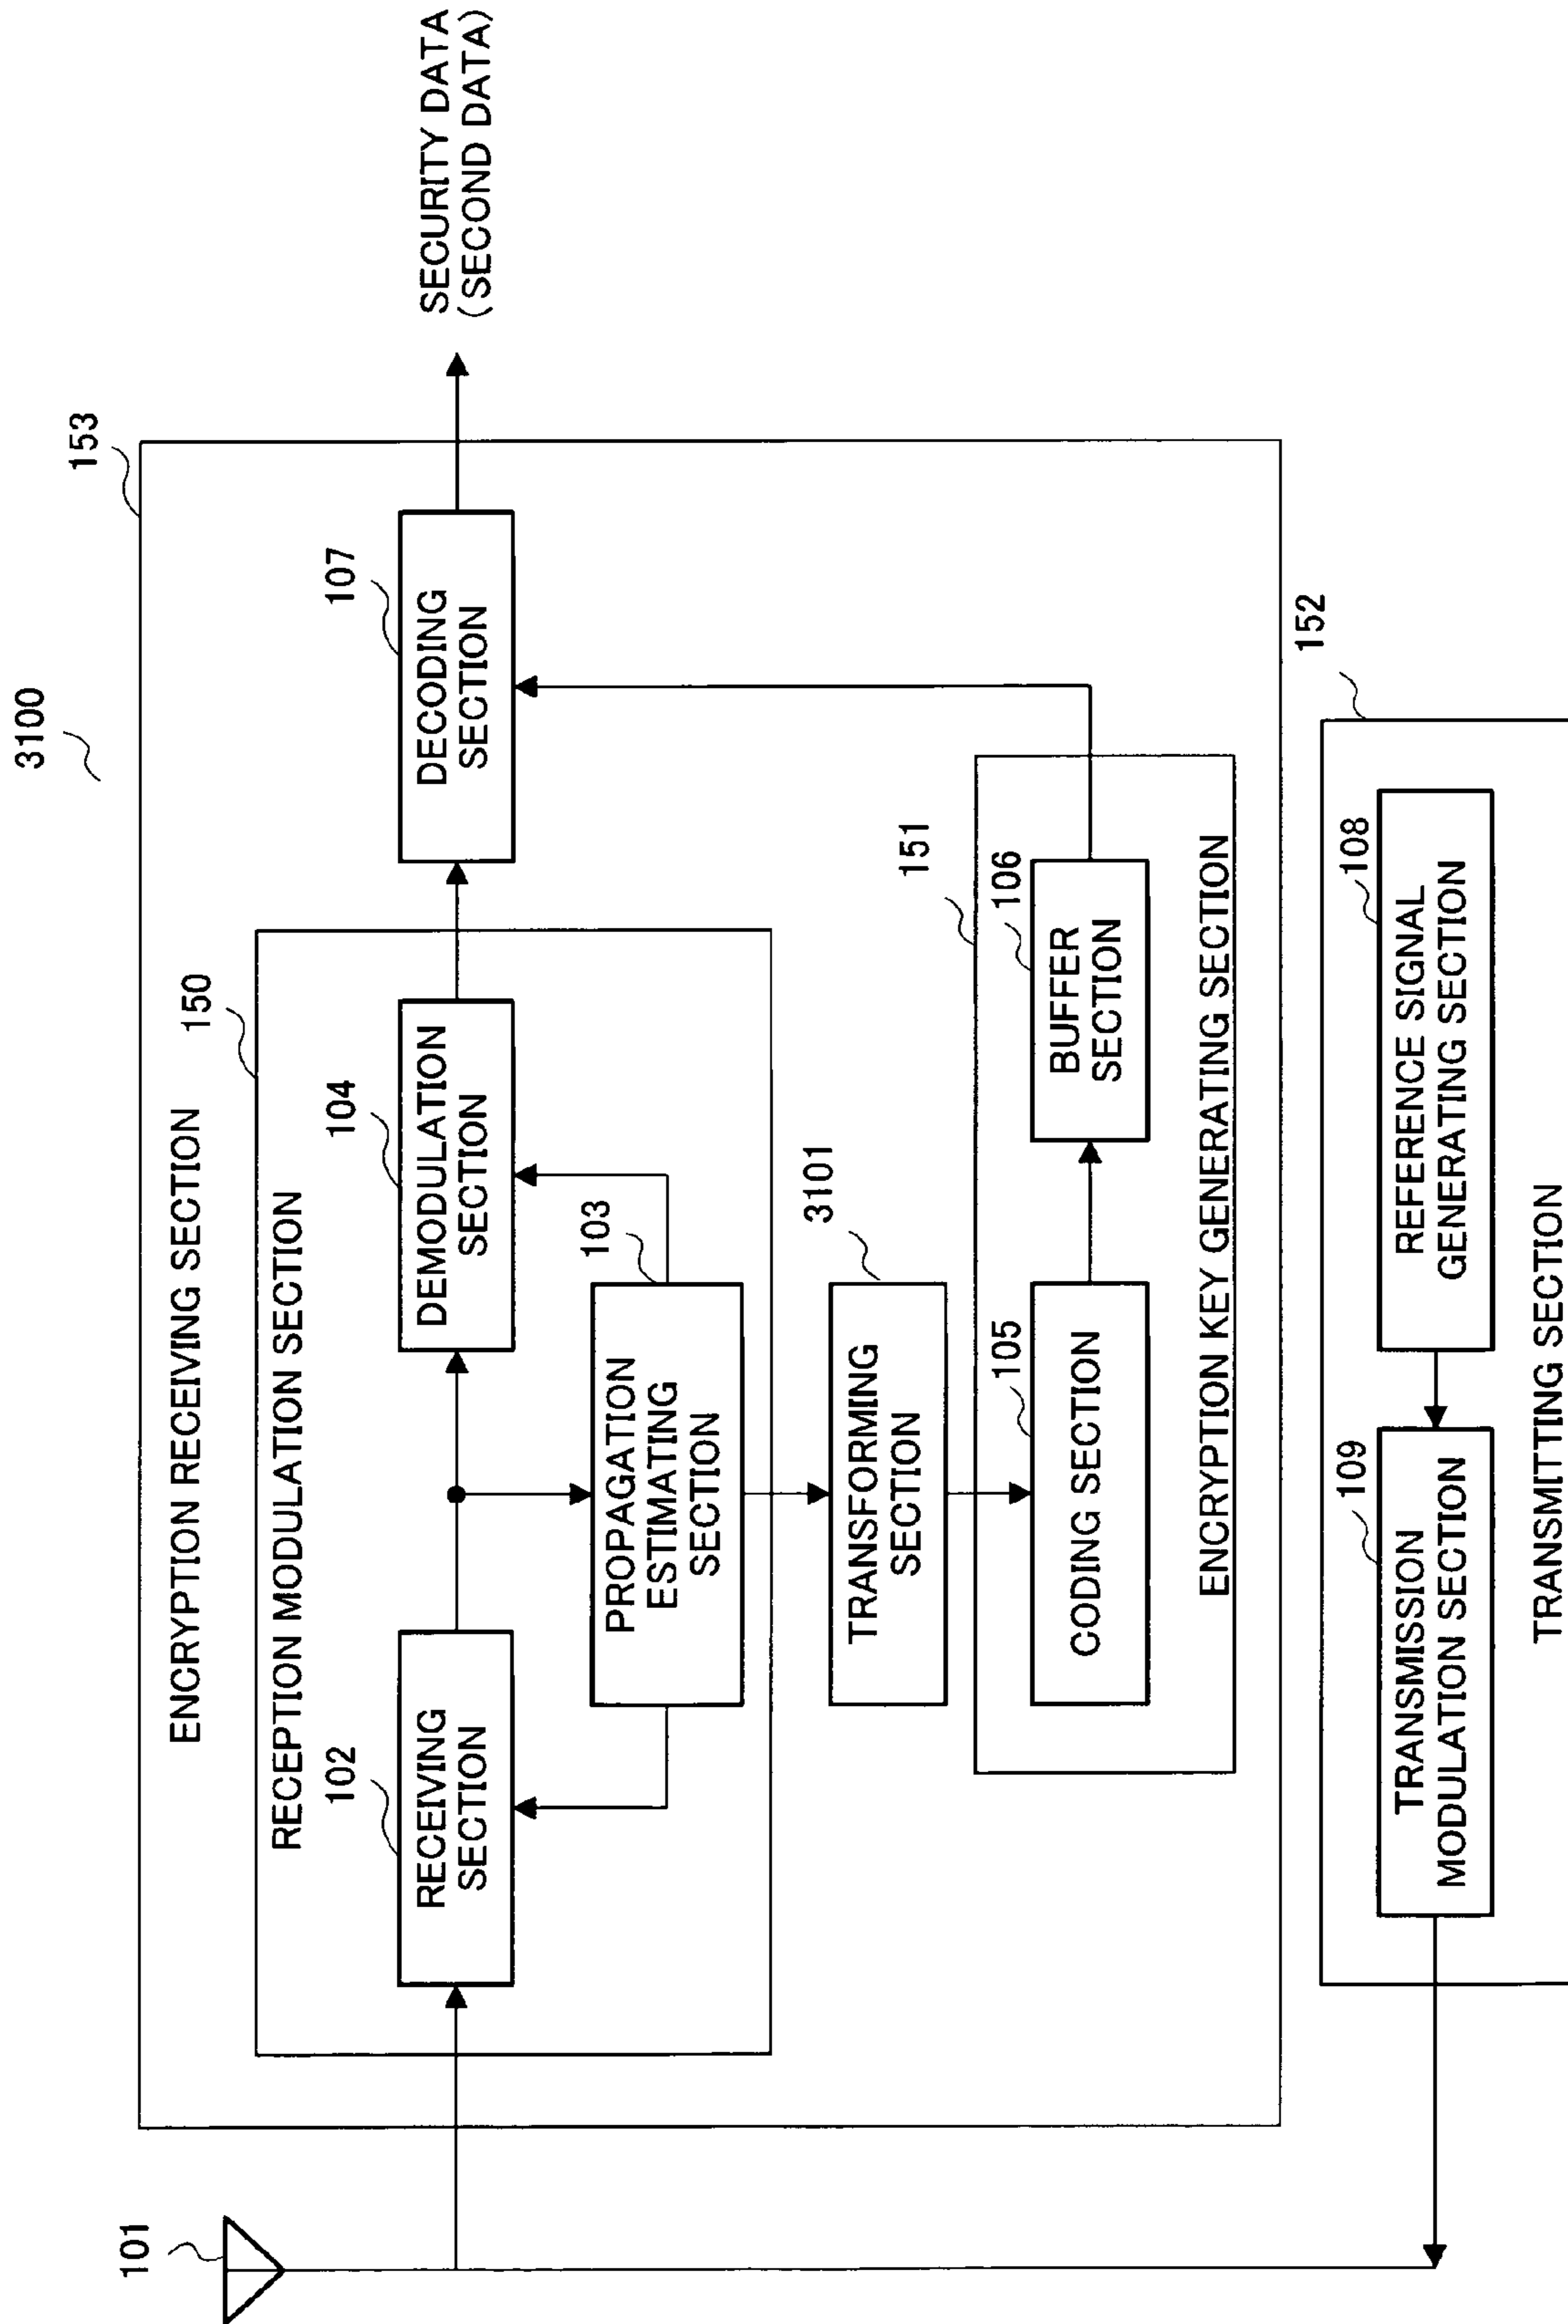 3100
153
ENCRYPTION RECEIVING SECTION
150
RECEPTION MODULATION SECTION
101
102
RECEIVING
SECTION
104
DEMODULATION
SECTION
107
DECODING
SECTION
SECURITY DATA
(SECOND DATA)
103
PROPAGATION
ESTIMATING
SECTION
3101
TRANSFORMING
SECTION
151
105
CODING SECTION
106
BUFFER
SECTION
ENCRYPTION KEY GENERATING SECTION
152
109
TRANSMISSION
MODULATION SECTION
108
REFERENCE SIGNAL
GENERATING SECTION
TRANSMITTING SECTION